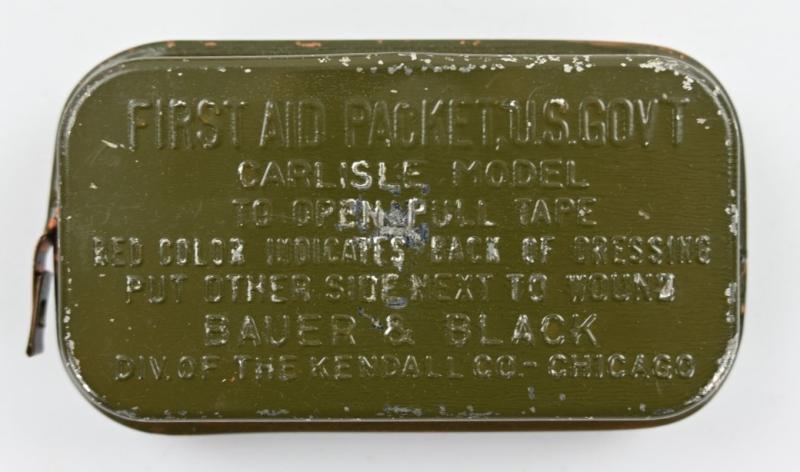 FIRST AID PACKET, U.S. GOV'T
CARLISLE MODEL
TO OPEN PULL TAPE
RED COLOR INDICATES BACK OF DRESSING
PUT OTHER SIDE NEXT TO WOUND
BAUER & BLACK
DIV. OF THE KENDALL CO. - CHICAGO